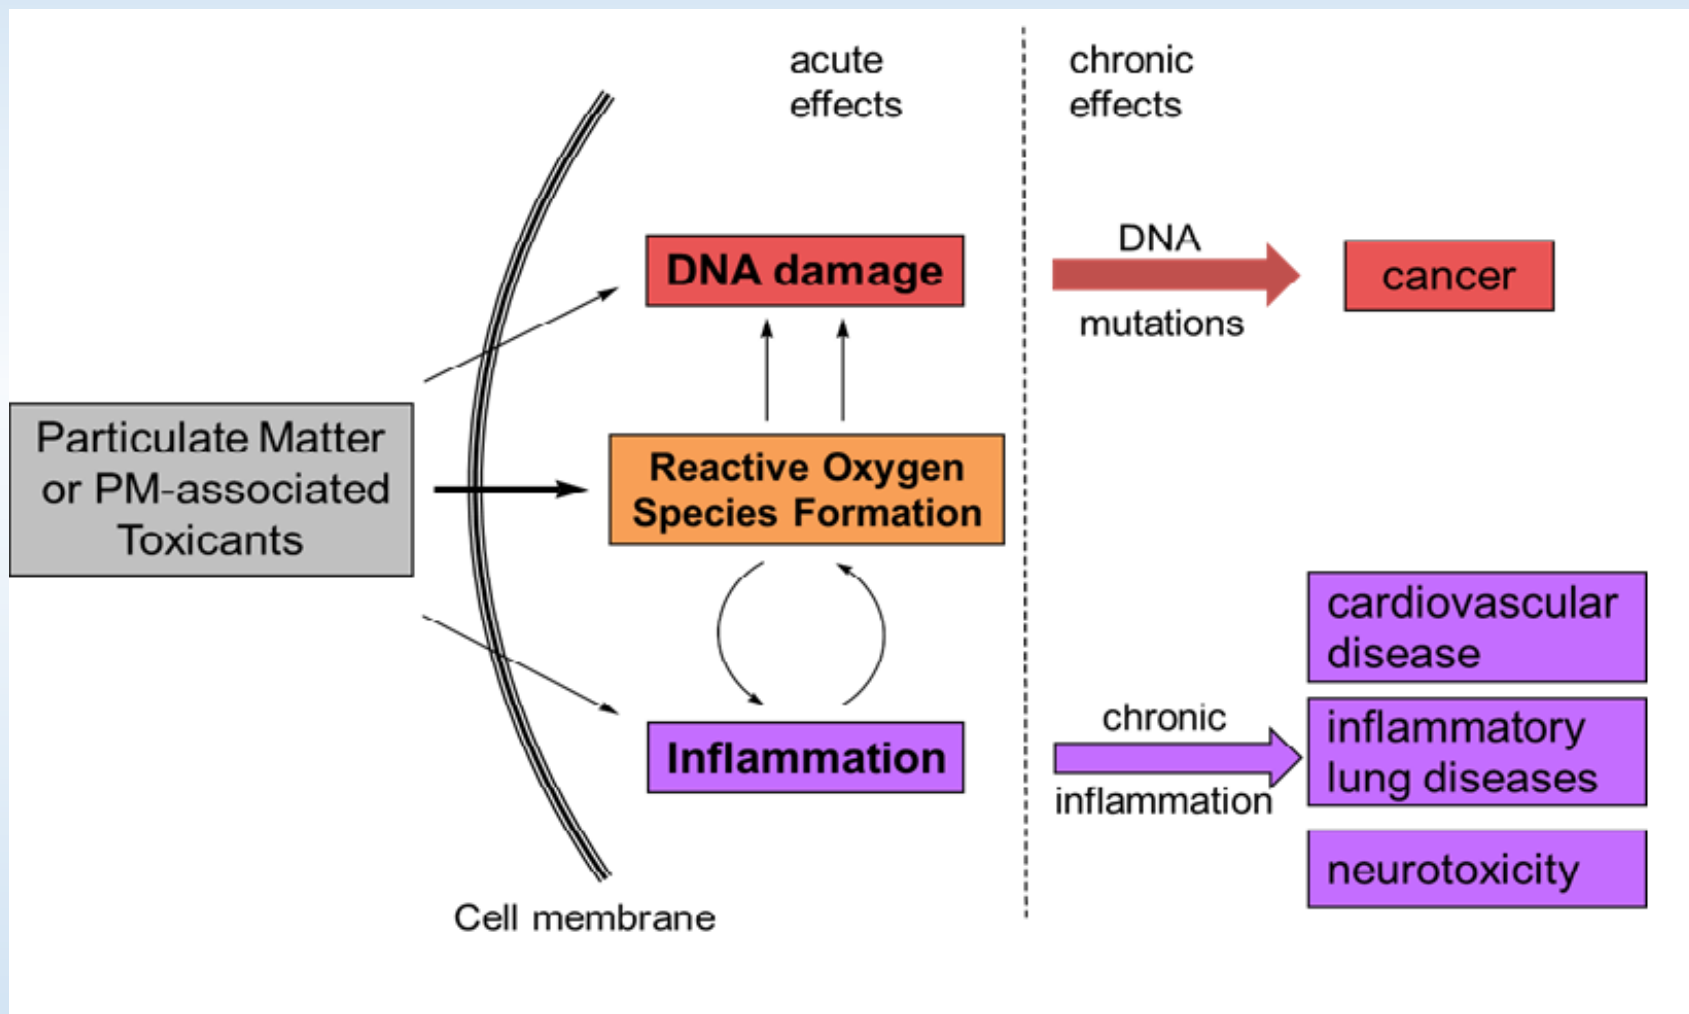 acute
effects
chronic
effects
DNA damage
DNA
mutations
cancer
Particulate Matter
or PM-associated
Toxicants
Reactive Oxygen
Species Formation
cardiovascular
disease
Inflammation
chronic
inflammation
inflammatory
lung diseases
neurotoxicity
Cell membrane